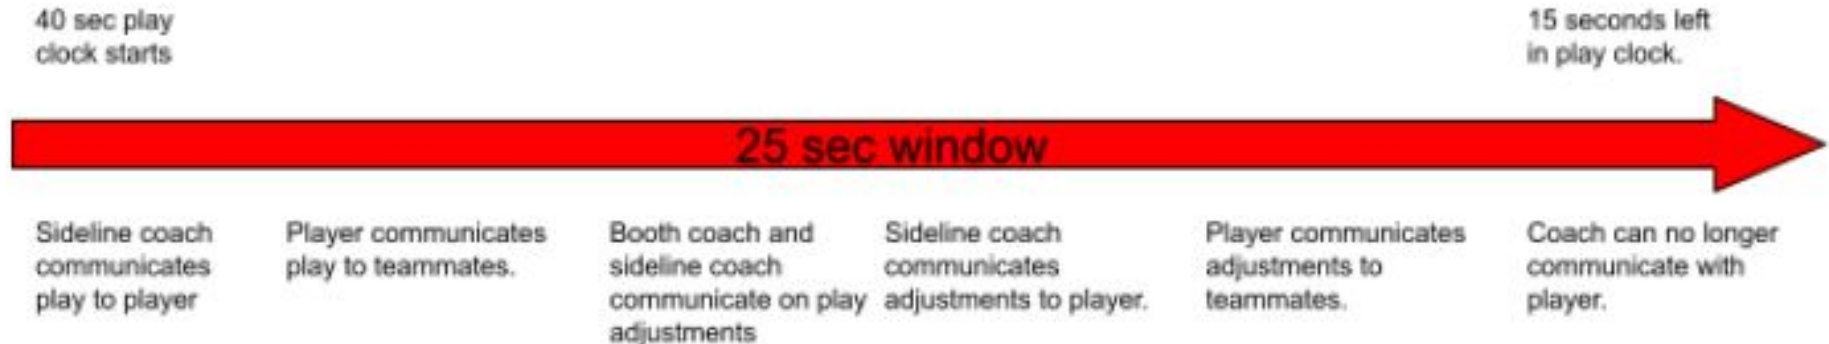 40 sec play
clock starts
15 seconds left
in play clock.
25 sec window
Sideline coach
communicates
play to player
Player communicates
play to teammates.
Booth coach and
sideline coach
communicate on play
adjustments
Sideline coach
communicates
adjustments to player.
Player communicates
adjustments to
teammates.
Coach can no longer
communicate with
player.